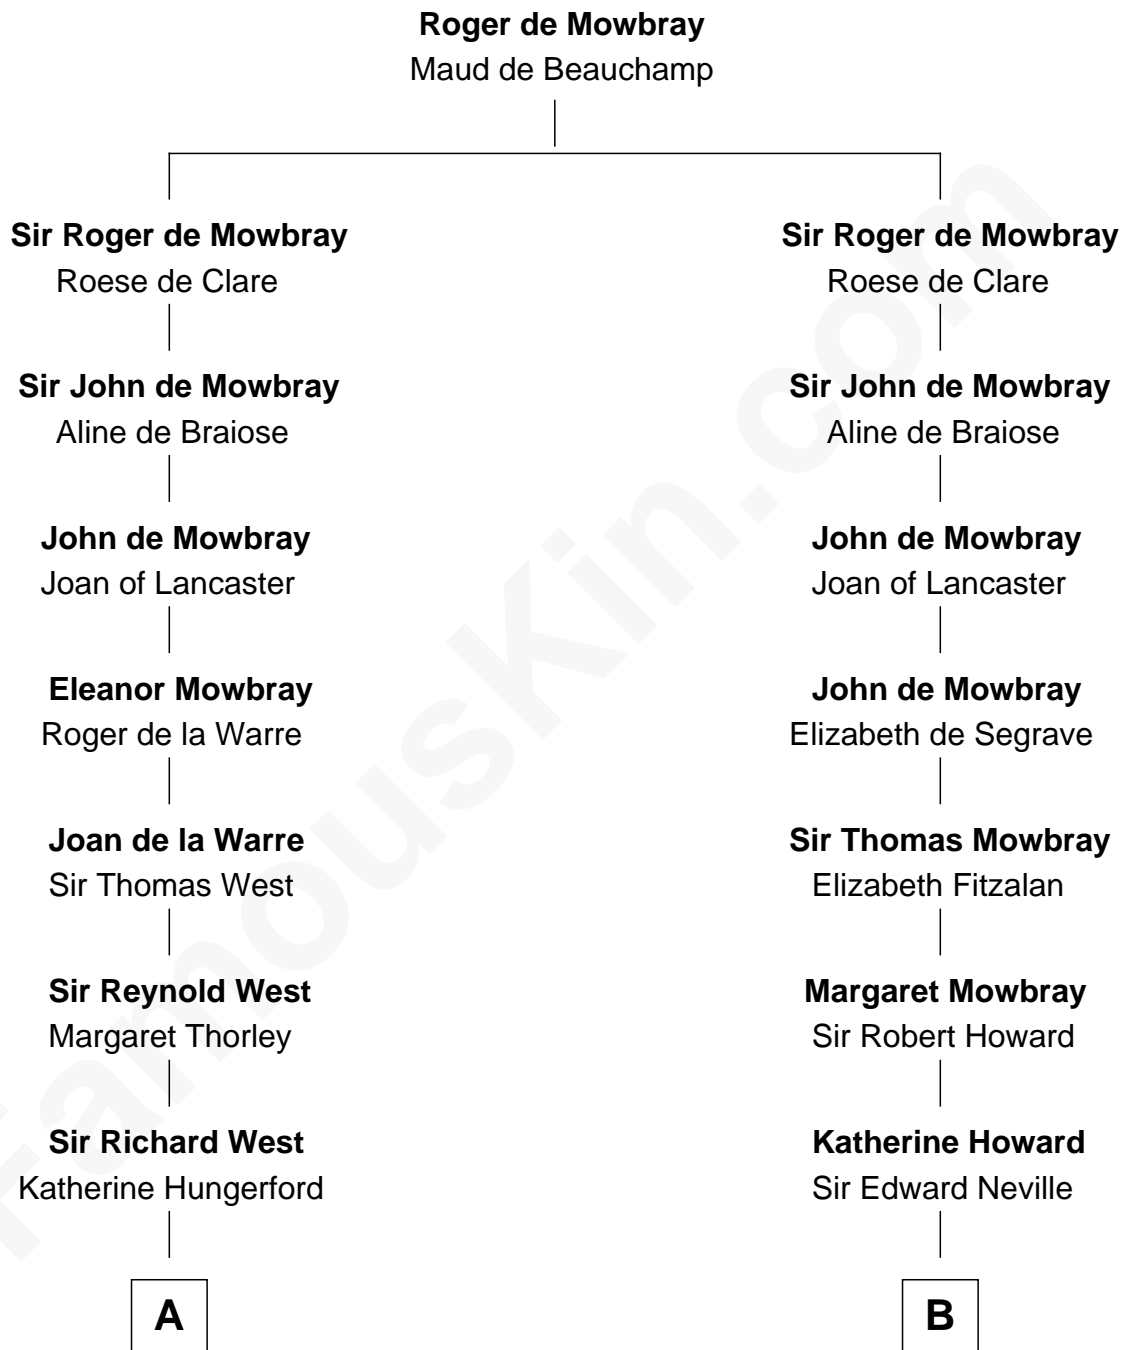 Roger de Mowbray
Maud de Beauchamp
Sir Roger de Mowbray
Roese de Clare
Sir John de Mowbray
Aline de Braiose
John de Mowbray
Joan of Lancaster
Eleanor Mowbray
Roger de la Warre
Joan de la Warre
Sir Thomas West
Sir Reynold West
Margaret Thorley
Sir Richard West
Katherine Hungerford
A
Sir Roger de Mowbray
Roese de Clare
Sir John de Mowbray
Aline de Braiose
John de Mowbray
Joan of Lancaster
John de Mowbray
Elizabeth de Segrave
Sir Thomas Mowbray
Elizabeth Fitzalan
Margaret Mowbray
Sir Robert Howard
Katherine Howard
Sir Edward Neville
B
FamousKin.com